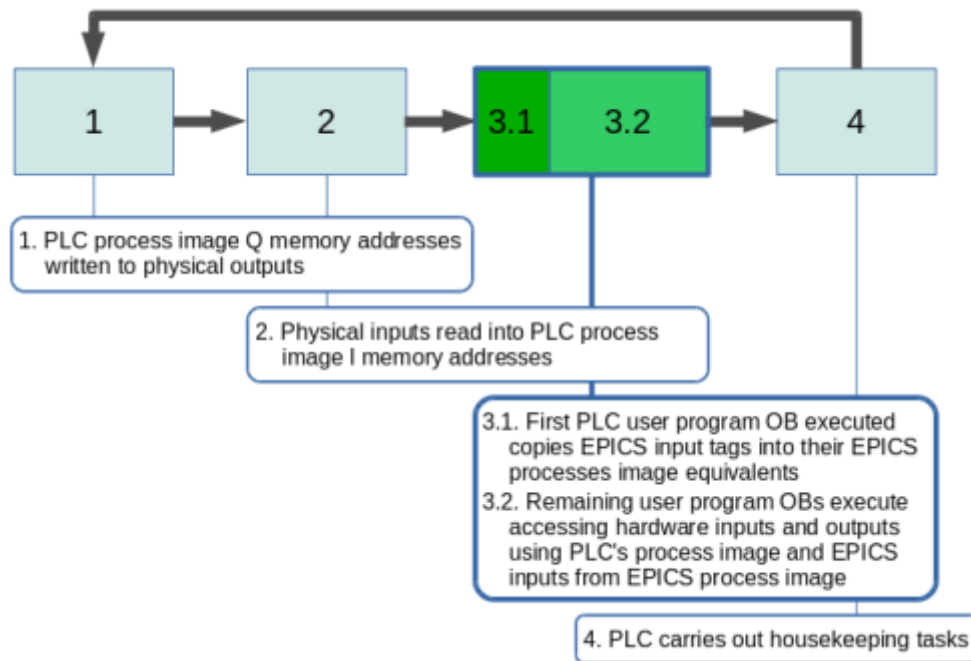 1
2
3.1
3.2
4
1. PLC process image Q memory addresses
written to physical outputs
2. Physical inputs read into PLC process
image I memory addresses
3.1. First PLC user program OB executed
copies EPICS input tags into their EPICS
processes image equivalents
3.2. Remaining user program OBs execute
accessing hardware inputs and outputs
using PLC's process image and EPICS
inputs from EPICS process image
4. PLC carries out housekeeping tasks